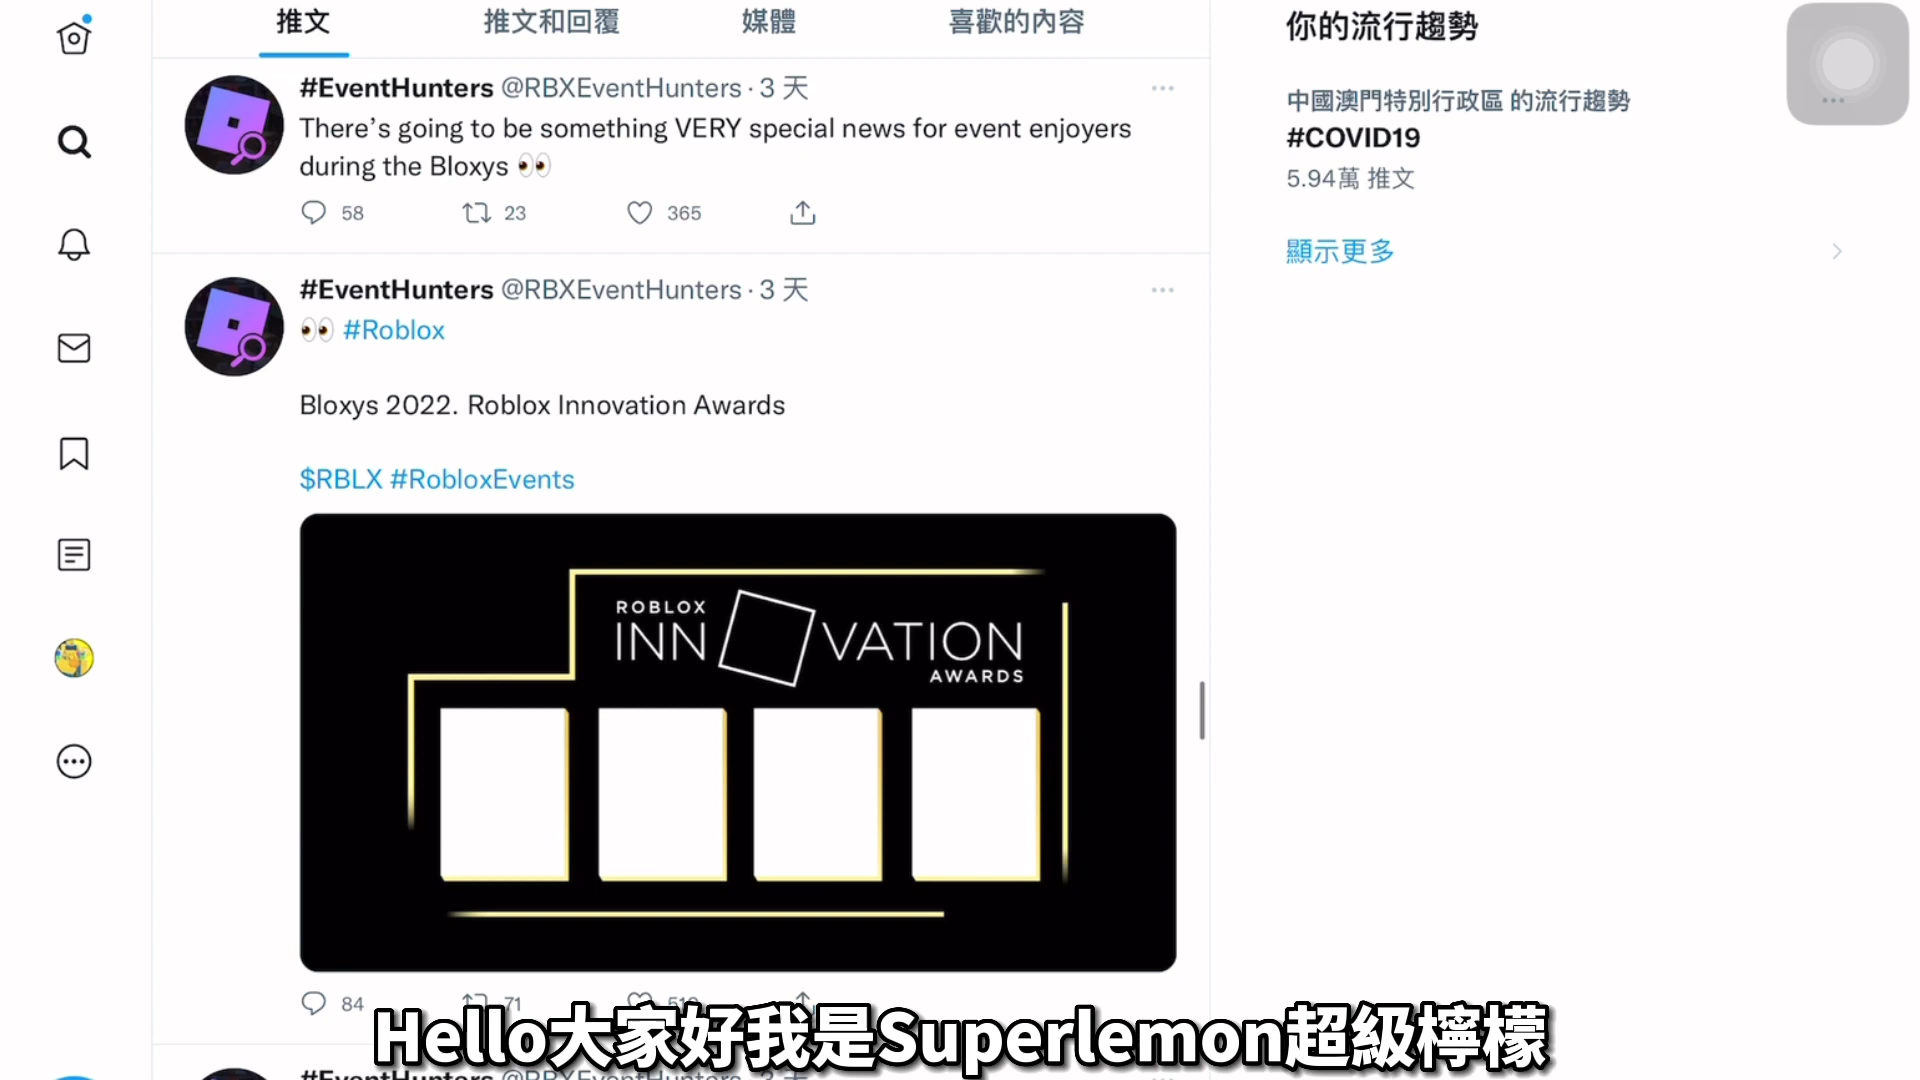 推文 推文和回覆 媒體 喜歡的內容
#EventHunters @RBXEventHunters · 3 天
There's going to be something VERY special news for event enjoyers
during the Bloxys 👀
58 23 365
#EventHunters @RBXEventHunters · 3 天
👀 #Roblox
Bloxys 2022. Roblox Innovation Awards
$RBLX #RobloxEvents
ROBLOX
INN VATION
AWARDS
84 71
Hello大家好我是Superlemon超級檸檬
#EventHunters @RBXEventHunters · 3 天
你的流行趨勢
中國澳門特別行政區 的流行趨勢
#COVID19
5.94萬 推文
顯示更多